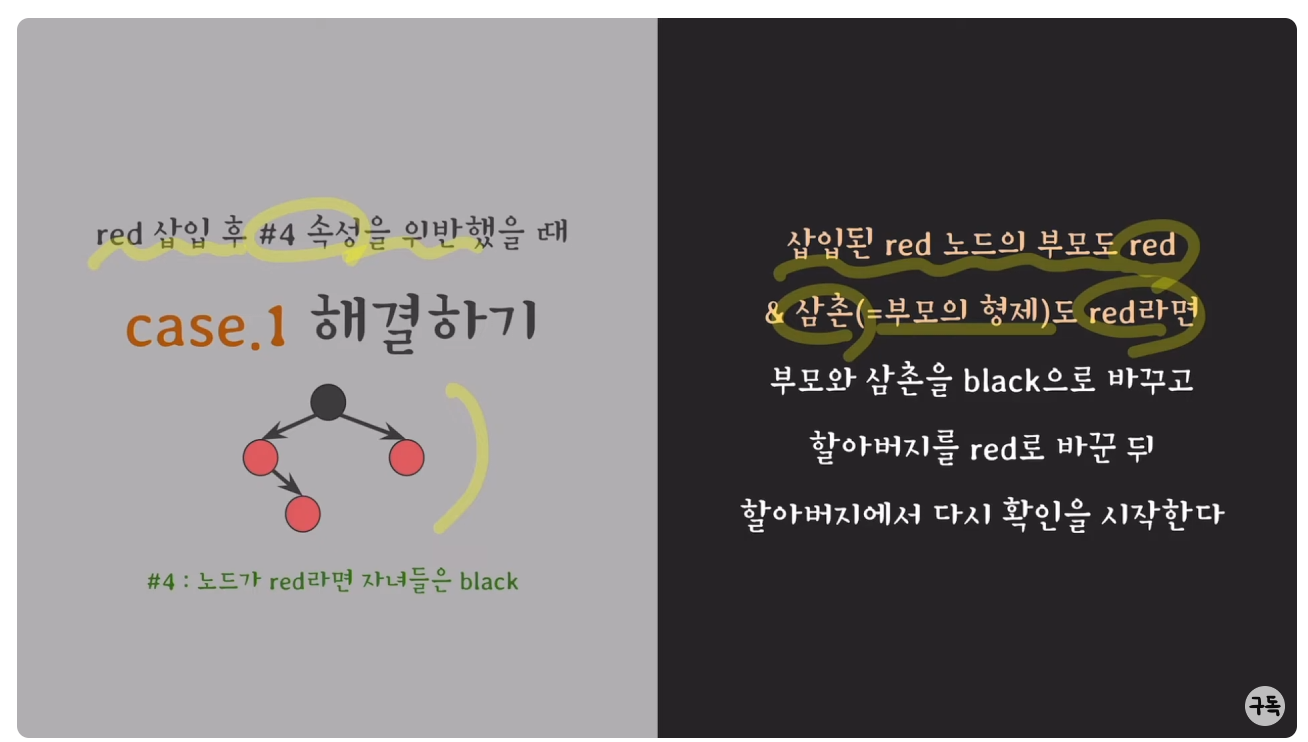 red 삽입 후 #4 속성을 위반했을 때
case.1 해결하기
#4 : 노드가 red라면 자녀들은 black
삽입된 red 노드의 부모도 red
& 삼촌(=부모의 형제)도 red라면
부모와 삼촌을 black으로 바꾸고
할아버지를 red로 바꾼 뒤
할아버지에서 다시 확인을 시작한다
구독